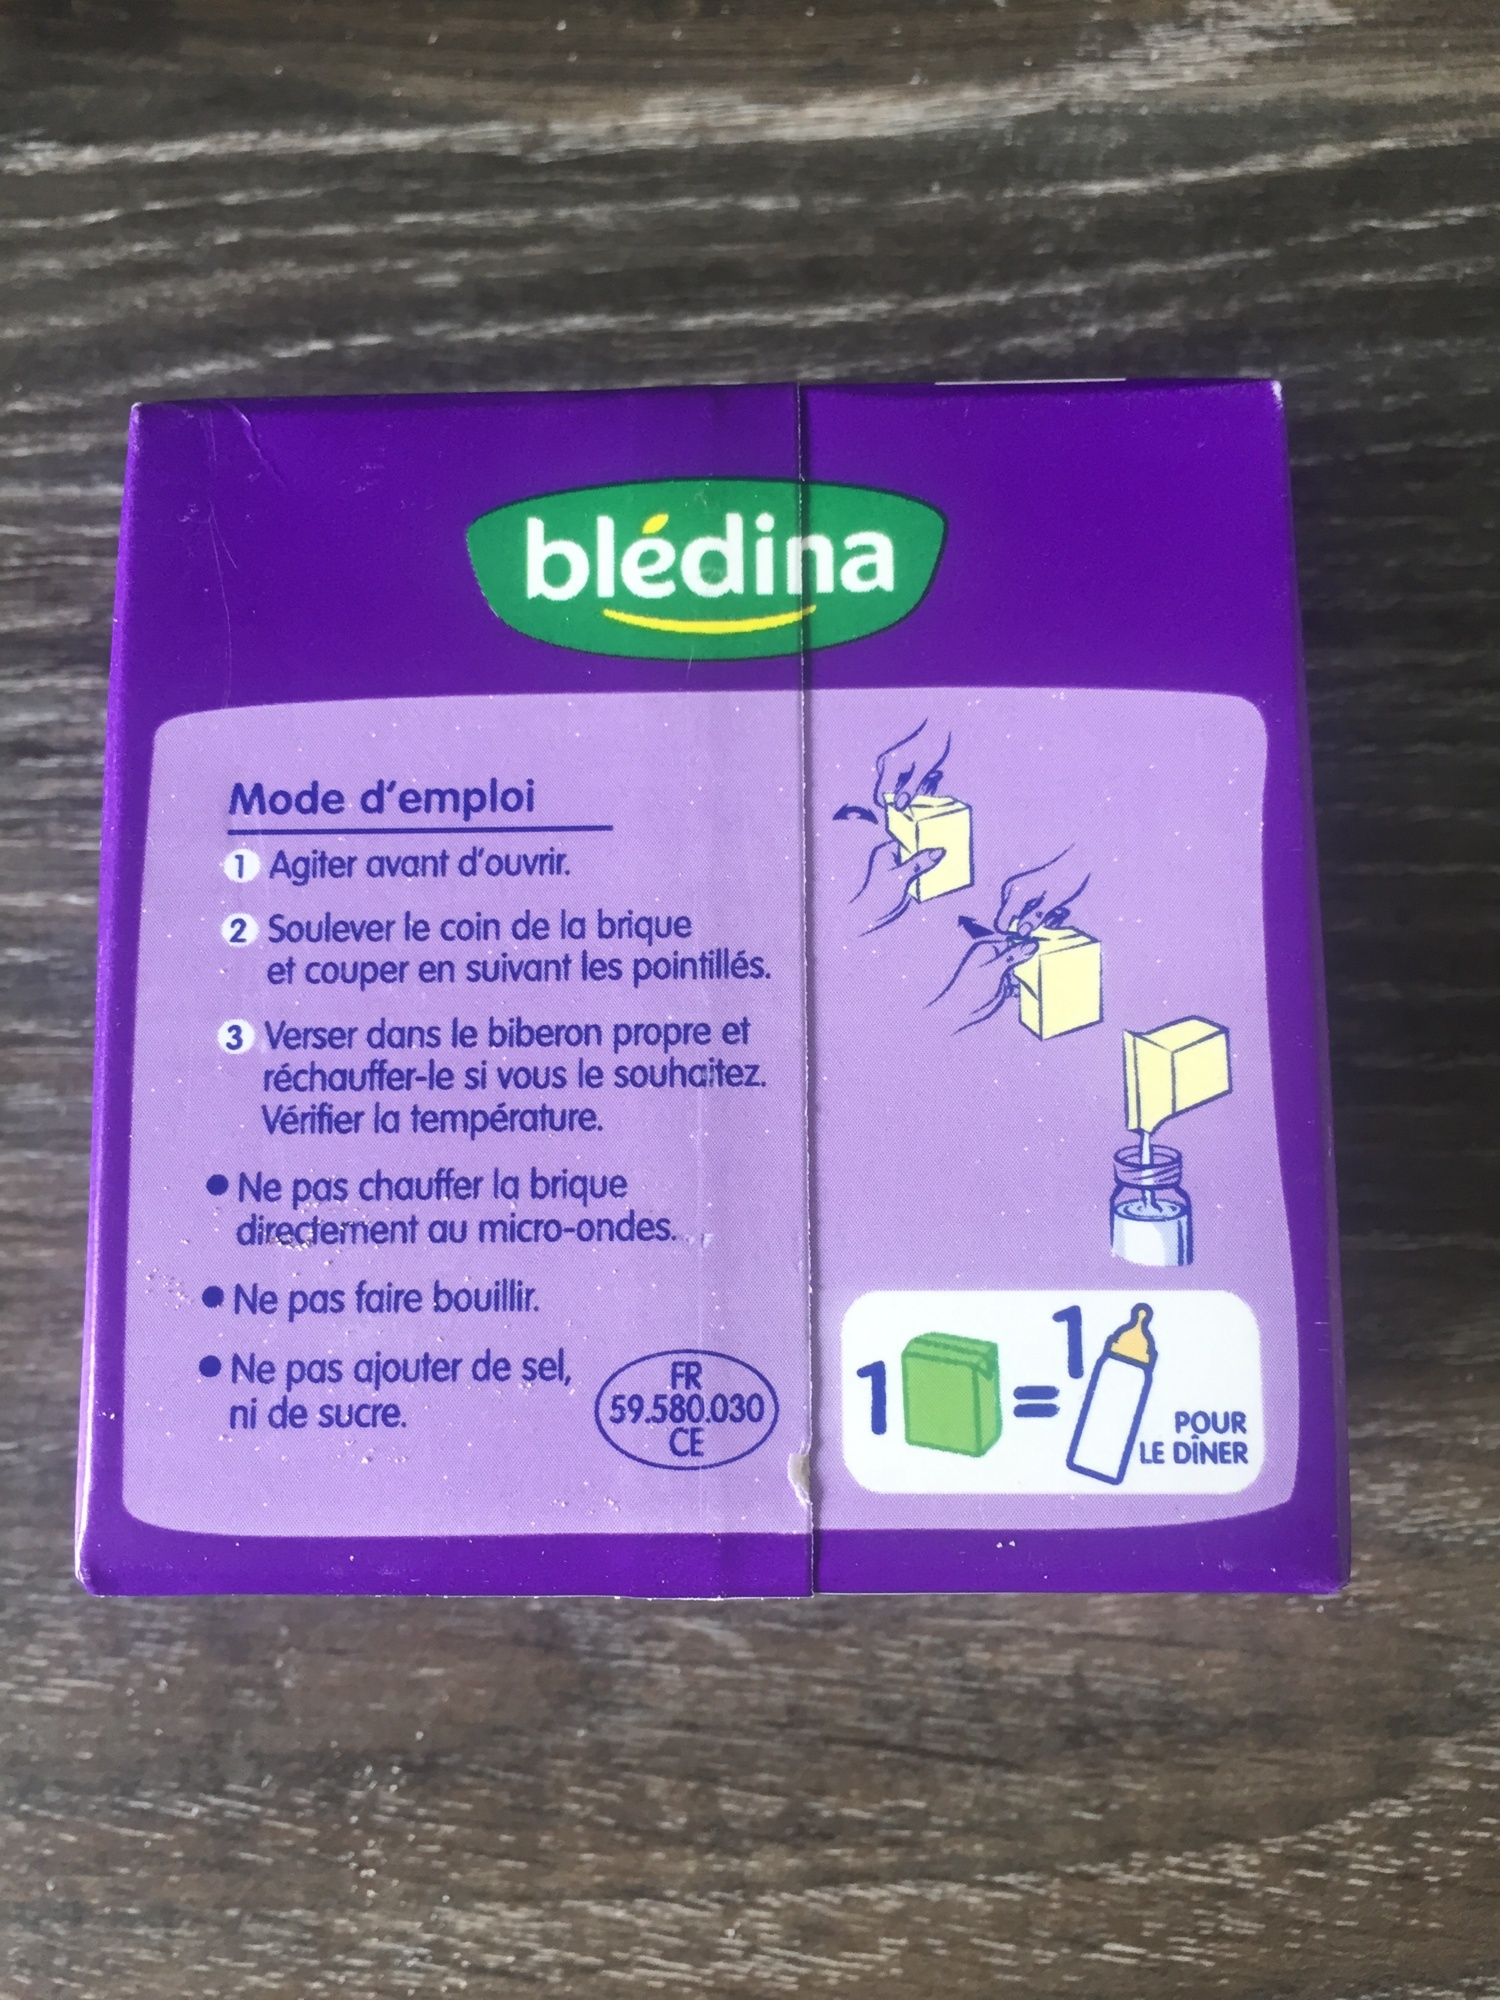 blédina
Mode d'emploi
1 Agiter avant d'ouvrir.
2 Soulever le coin de la brique
et couper en suivant les pointillés.
3 Verser dans le biberon propre et
réchauffer-le si vous le souhaitez.
Vérifier la température.
• Ne pas chauffer la brique
directement au micro-ondes.
• Ne pas faire bouillir.
• Ne pas ajouter de sel,
ni de sucre.
FR
59.580.030
CE
1 = 1
POUR
LE DÎNER